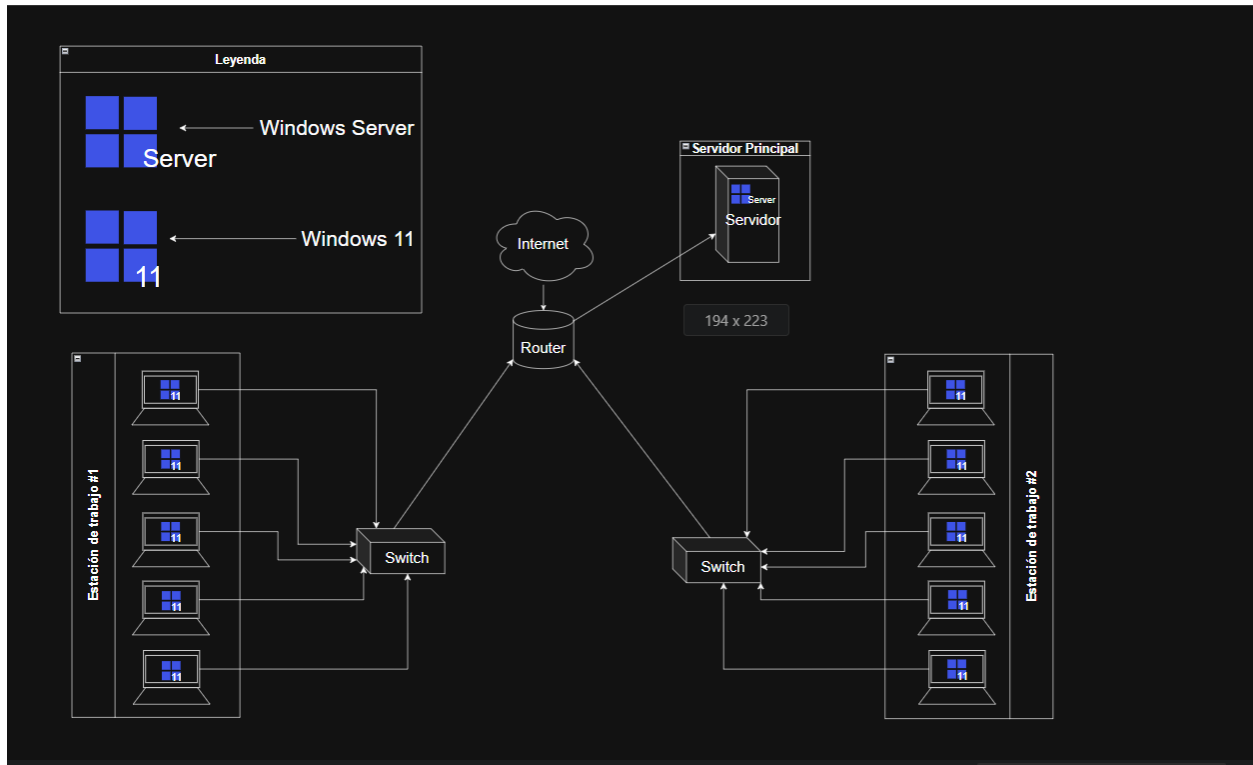 Leyenda
Windows Server
Server
Windows 11
11
Servidor Principal
Server
Servidor
Internet
194 x 223
Router
Estación de trabajo #1
11
11
11
11
11
Switch
Switch
11
11
11
11
11
Estación de trabajo #2